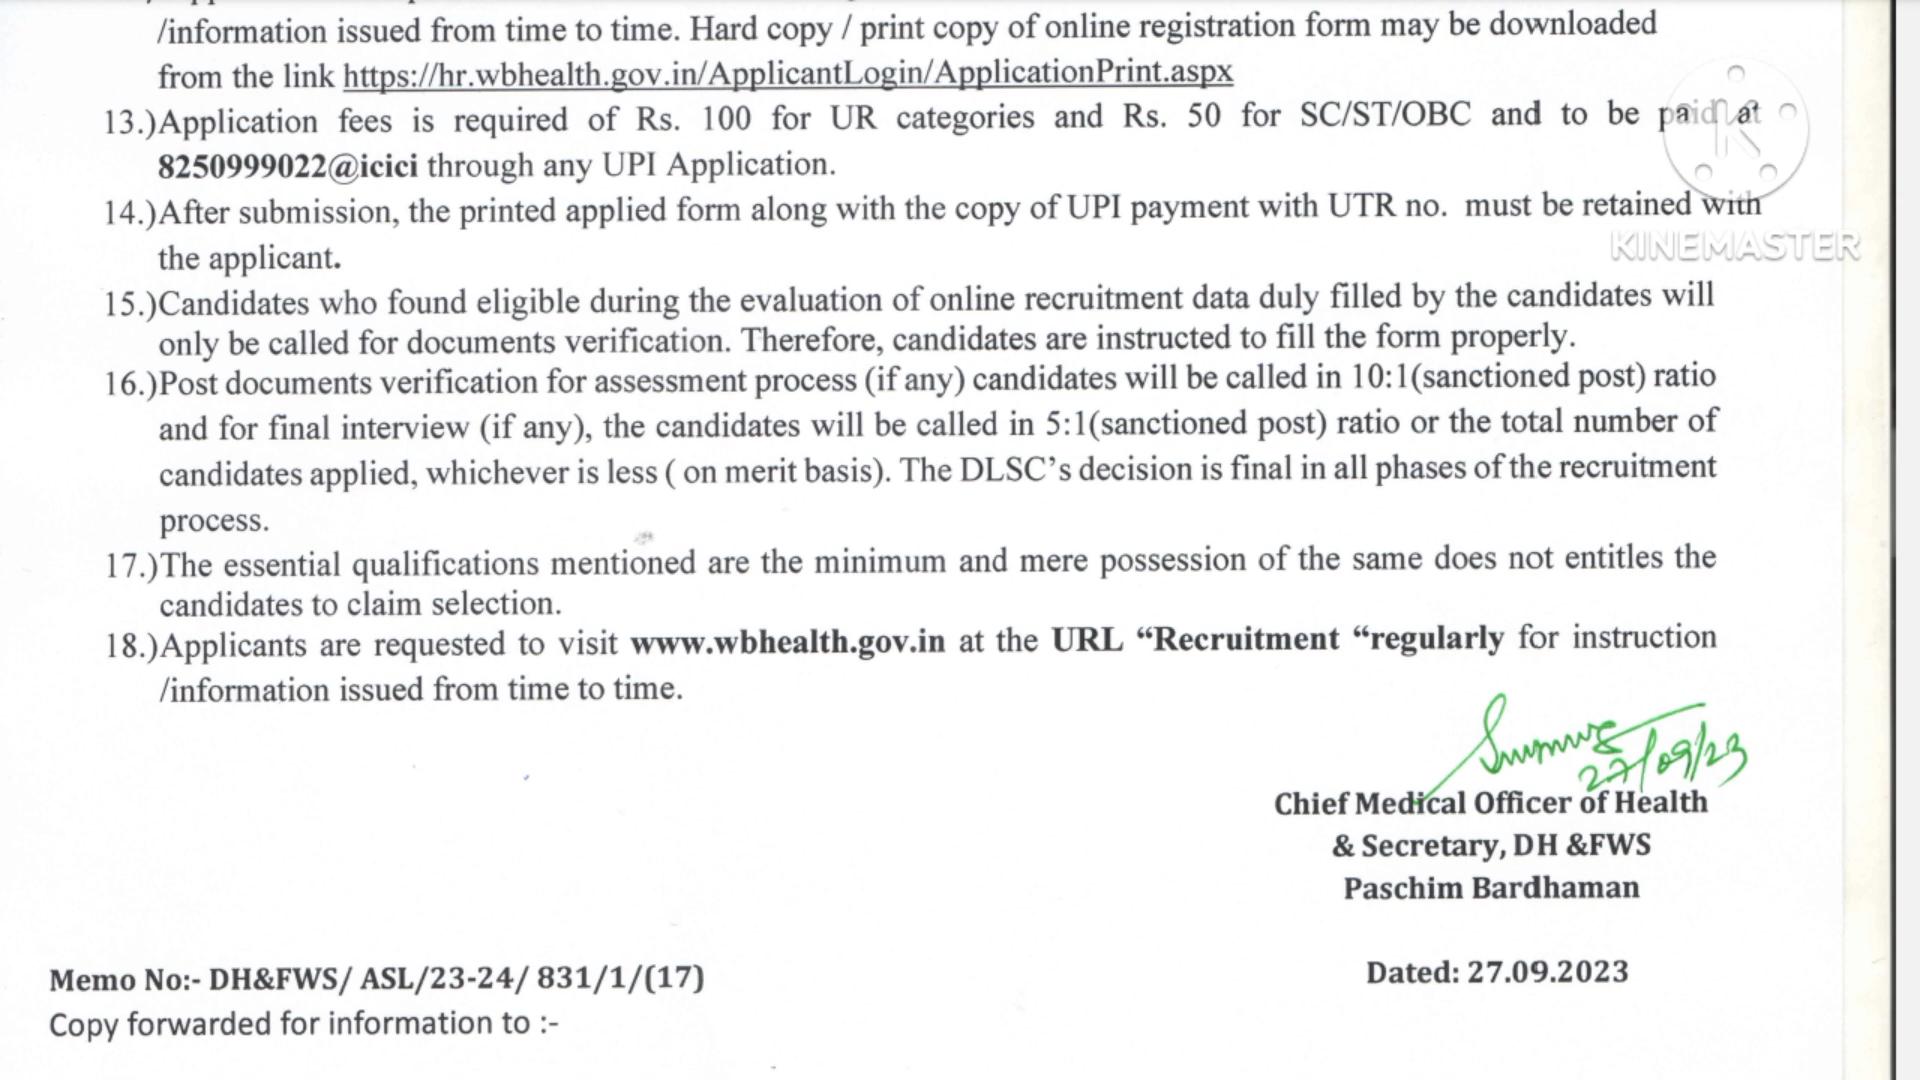 /information issued from time to time. Hard copy / print copy of online registration form may be downloaded
from the link https://hr.wbhealth.gov.in/ApplicantLogin/ApplicationPrint.aspx
13.)Application fees is required of Rs. 100 for UR categories and Rs. 50 for SC/ST/OBC and to be paid at
8250999022@icici through any UPI Application.
14.)After submission, the printed applied form along with the copy of UPI payment with UTR no. must be retained with
the applicant.
KINEMASTER
15.)Candidates who found eligible during the evaluation of online recruitment data duly filled by the candidates will
only be called for documents verification. Therefore, candidates are instructed to fill the form properly.
16.)Post documents verification for assessment process (if any) candidates will be called in 10:1(sanctioned post) ratio
and for final interview (if any), the candidates will be called in 5:1(sanctioned post) ratio or the total number of
candidates applied, whichever is less ( on merit basis). The DLSC's decision is final in all phases of the recruitment
process.
17.)The essential qualifications mentioned are the minimum and mere possession of the same does not entitles the
candidates to claim selection.
18.)Applicants are requested to visit www.wbhealth.gov.in at the URL “Recruitment “regularly for instruction
/information issued from time to time.
27/09/23
Chief Medical Officer of Health
& Secretary, DH &FWS
Paschim Bardhaman
Memo No:- DH&FWS/ ASL/23-24/ 831/1/(17)
Dated: 27.09.2023
Copy forwarded for information to :-